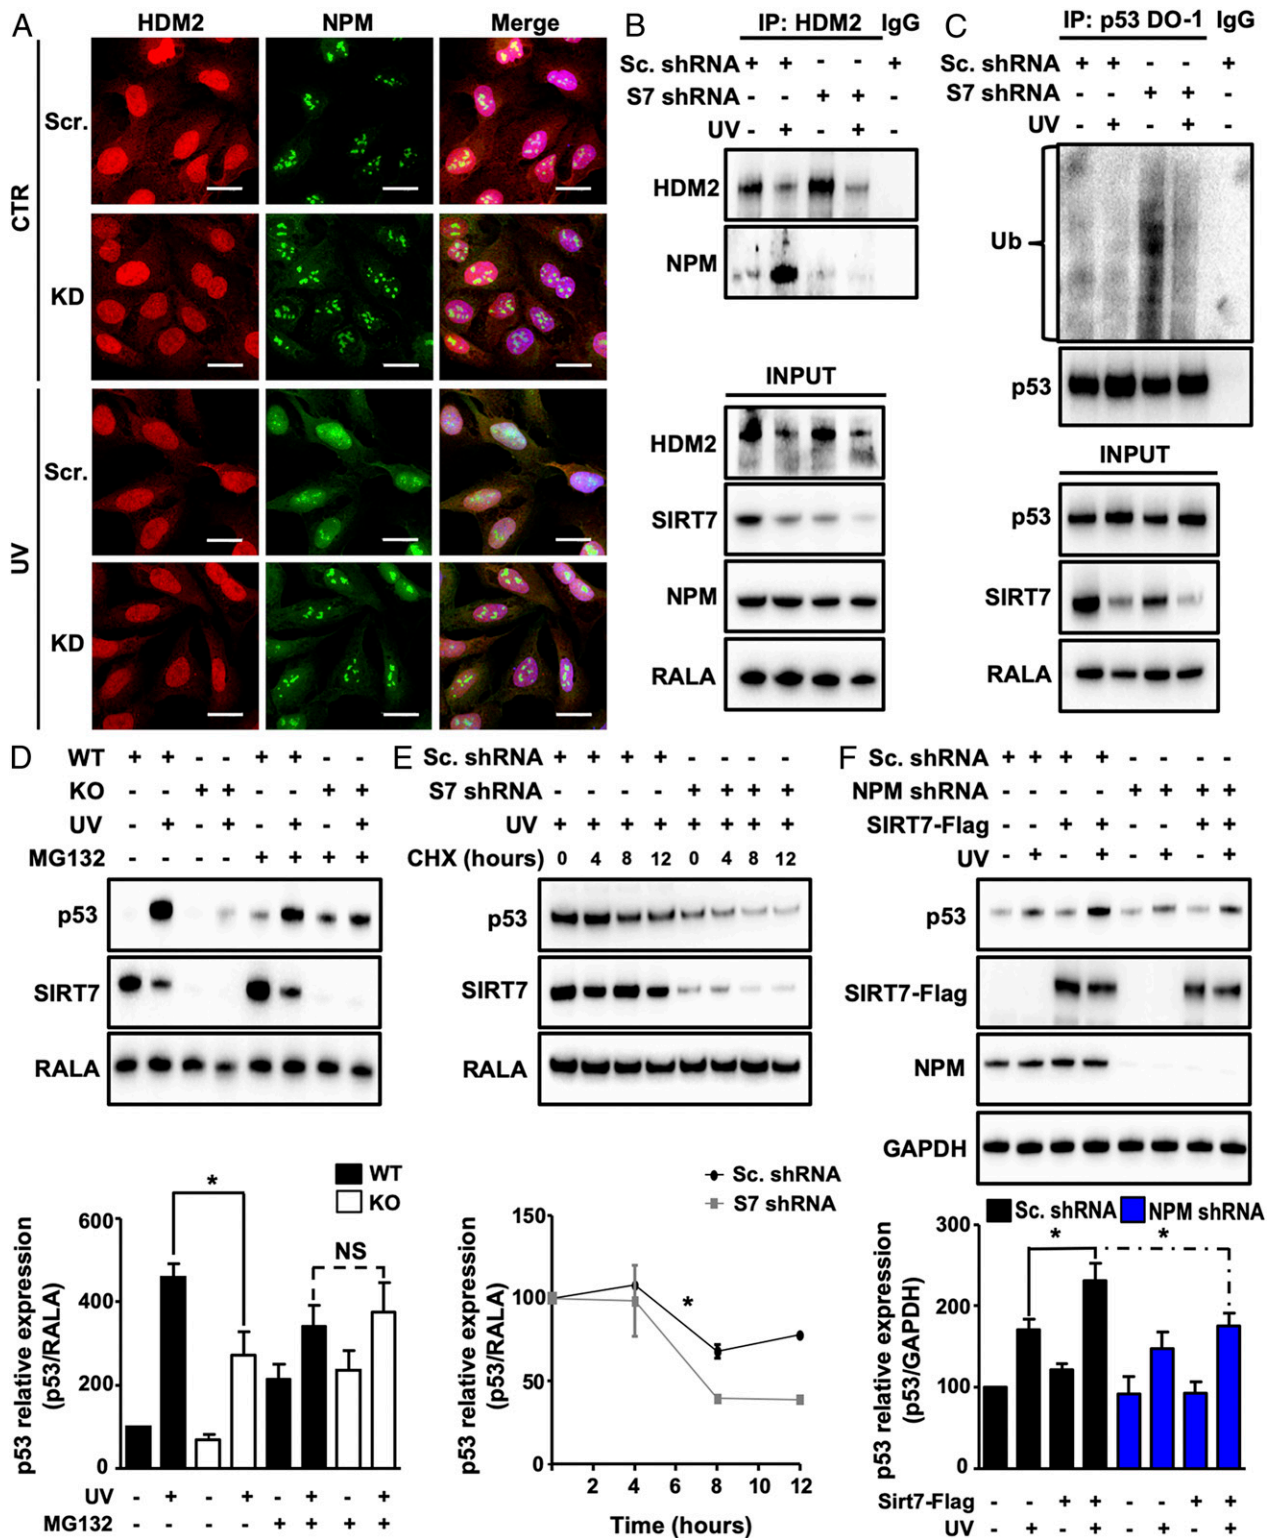 A
HDM2 NPM Merge
CTR
Scr.
KD
UV
Scr.
KD
B
IP: HDM2 IgG
Sc. shRNA + + - - +
S7 shRNA - - + + -
UV - + - + -
HDM2
NPM
INPUT
HDM2
SIRT7
NPM
RALA
C
IP: p53 DO-1 IgG
Sc. shRNA + + - - +
S7 shRNA - - + + -
UV - + - + -
Ub
p53
INPUT
p53
SIRT7
RALA
D
WT + + - - + + - -
KO - - + + - - + +
UV - + - + - + - +
MG132 - - - - + + + +
p53
SIRT7
RALA
WT
KO
p53 relative expression
(p53/RALA)
600
400
200
0
*
NS
UV - + - + - + - +
MG132 - - - - + + + +
E
Sc. shRNA + + + + - - - -
S7 shRNA - - - - + + + +
UV + + + + + + + +
CHX (hours) 0 4 8 12 0 4 8 12
p53
SIRT7
RALA
Sc. shRNA
S7 shRNA
p53 relative expression
(p53/RALA)
150
100
50
0
*
2 4 6 8 10 12
Time (hours)
F
Sc. shRNA + + + + - - - -
NPM shRNA - - - - + + + +
SIRT7-Flag - - + + - - + +
UV - + - + - + - +
p53
SIRT7-Flag
NPM
GAPDH
Sc. shRNA NPM shRNA
p53 relative expression
(p53/GAPDH)
300
200
100
0
* *
Sirt7-Flag - - + + - - + +
UV - + - + - + - +